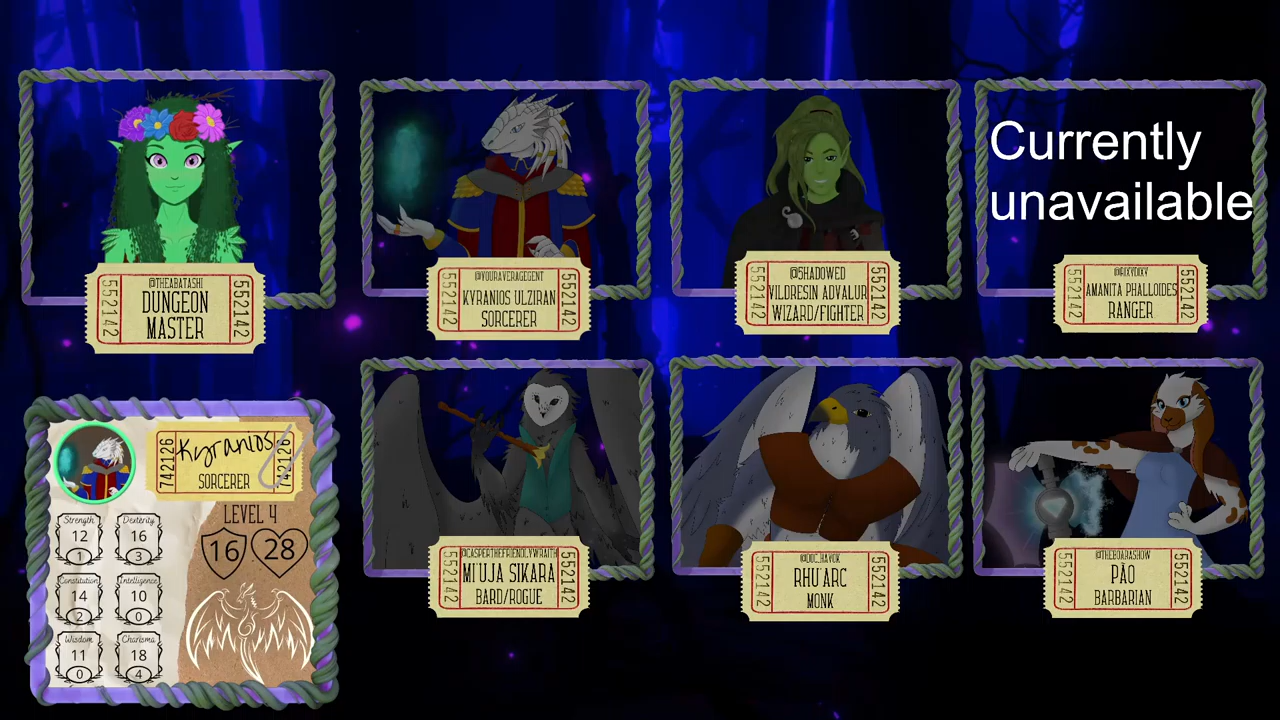 Currently
unavailable
@THEABATASHI
DUNGEON
MASTER
552142
552142
@YOURAVERAGEGENT
KYRANIOS ULZIRAN
SORCERER
552142
552142
@SHADOWED
VILDRESIN ADVALUR
WIZARD/FIGHTER
552142
552142
AMANITA PHALLOIDES
RANGER
552142
552142
Kyranios
SORCERER
742126
742126
LEVEL 4
16
28
Strength
12
1
Dexterity
16
3
Constitution
14
2
Intelligence
10
0
Wisdom
11
0
Charisma
18
4
@CASPERTHEFRIENDLYWRAITH
MI'UJA SIKARA
BARD/ROGUE
552142
552142
@DOC_HAVOK
RHU'ARC
MONK
552142
552142
@THEBOARASHOW
PÃO
BARBARIAN
552142
552142